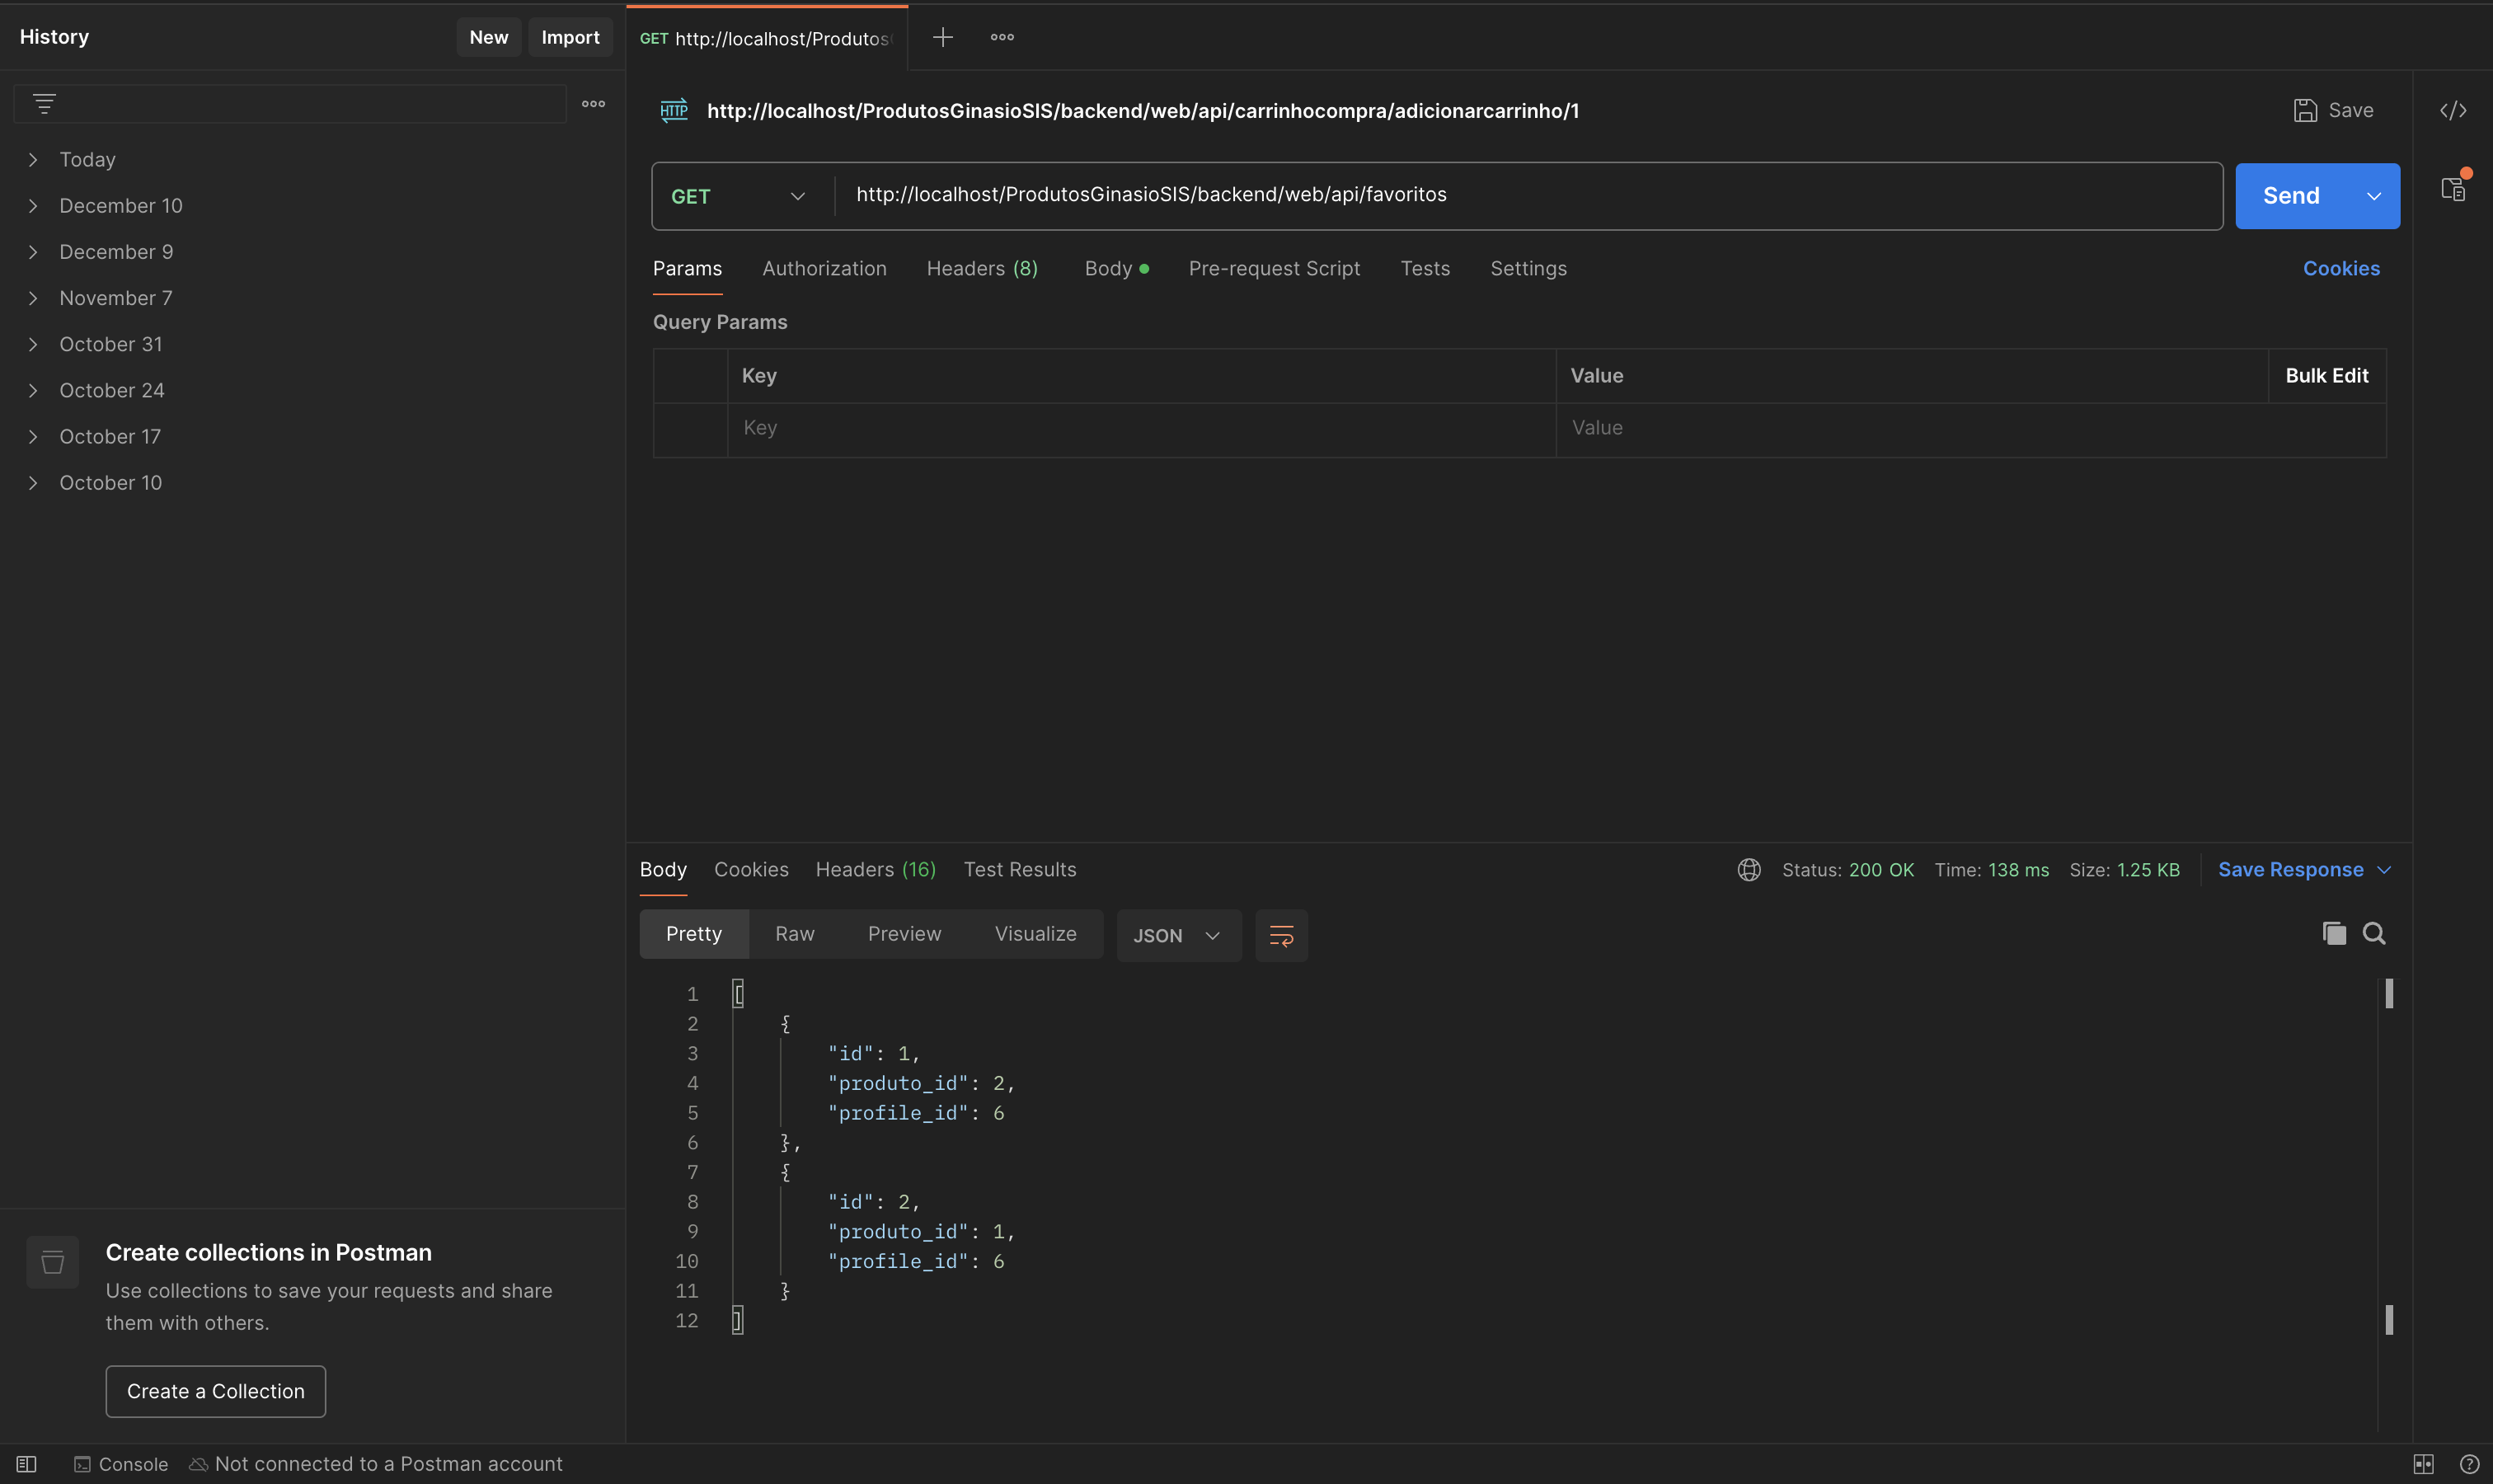 History
New
Import
GET http://localhost/Produtos
http://localhost/ProdutosGinasioSIS/backend/web/api/carrinhocompra/adicionarcarrinho/1
Save
Today
December 10
December 9
November 7
October 31
October 24
October 17
October 10
GET
http://localhost/ProdutosGinasioSIS/backend/web/api/favoritos
Send
Params Authorization Headers (8) Body Pre-request Script Tests Settings Cookies
Query Params
Key Value Bulk Edit
Key Value
Body Cookies Headers (16) Test Results
Status: 200 OK Time: 138 ms Size: 1.25 KB Save Response
Pretty Raw Preview Visualize JSON
1 [
2 {
3 "id": 1,
4 "produto_id": 2,
5 "profile_id": 6
6 },
7 {
8 "id": 2,
9 "produto_id": 1,
10 "profile_id": 6
11 }
12 ]
Create collections in Postman
Use collections to save your requests and share
them with others.
Create a Collection
Console
Not connected to a Postman account
HTTP